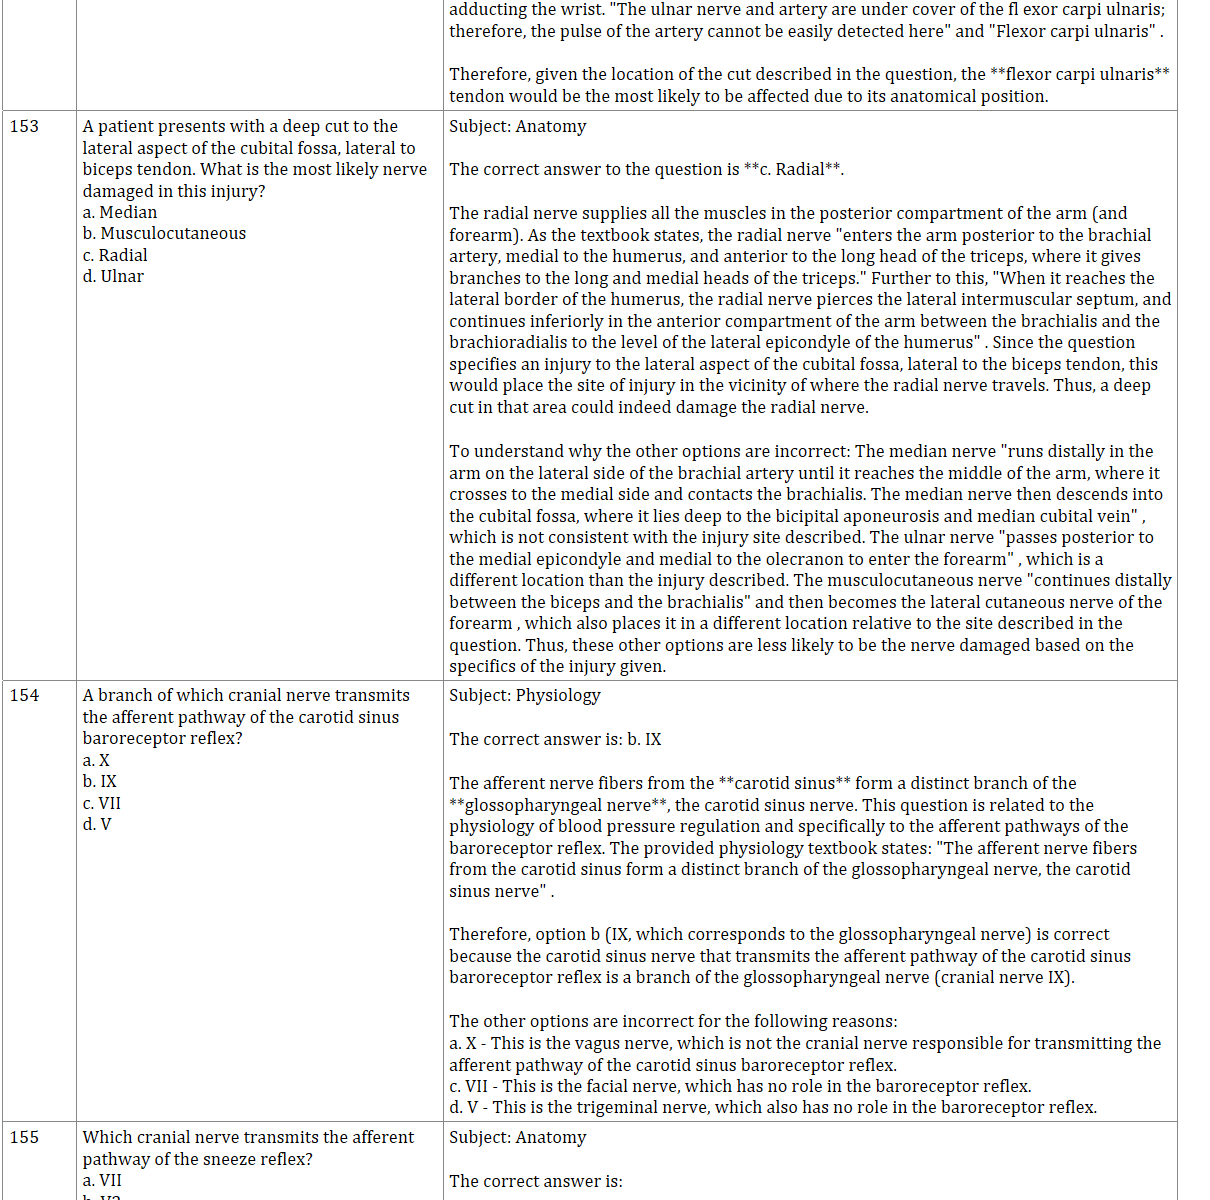 adducting the wrist. "The ulnar nerve and artery are under cover of the fl exor carpi ulnaris;
therefore, the pulse of the artery cannot be easily detected here" and "Flexor carpi ulnaris" .
Therefore, given the location of the cut described in the question, the **flexor carpi ulnaris**
tendon would be the most likely to be affected due to its anatomical position.
153
A patient presents with a deep cut to the
lateral aspect of the cubital fossa, lateral to
biceps tendon. What is the most likely nerve
damaged in this injury?
a. Median
b. Musculocutaneous
c. Radial
d. Ulnar
Subject: Anatomy
The correct answer to the question is **c. Radial**.
The radial nerve supplies all the muscles in the posterior compartment of the arm (and
forearm). As the textbook states, the radial nerve "enters the arm posterior to the brachial
artery, medial to the humerus, and anterior to the long head of the triceps, where it gives
branches to the long and medial heads of the triceps." Further to this, "When it reaches the
lateral border of the humerus, the radial nerve pierces the lateral intermuscular septum, and
continues inferiorly in the anterior compartment of the arm between the brachialis and the
brachioradialis to the level of the lateral epicondyle of the humerus" . Since the question
specifies an injury to the lateral aspect of the cubital fossa, lateral to the biceps tendon, this
would place the site of injury in the vicinity of where the radial nerve travels. Thus, a deep
cut in that area could indeed damage the radial nerve.
To understand why the other options are incorrect: The median nerve "runs distally in the
arm on the lateral side of the brachial artery until it reaches the middle of the arm, where it
crosses to the medial side and contacts the brachialis. The median nerve then descends into
the cubital fossa, where it lies deep to the bicipital aponeurosis and median cubital vein" ,
which is not consistent with the injury site described. The ulnar nerve "passes posterior to
the medial epicondyle and medial to the olecranon to enter the forearm" , which is a
different location than the injury described. The musculocutaneous nerve "continues distally
between the biceps and the brachialis" and then becomes the lateral cutaneous nerve of the
forearm , which also places it in a different location relative to the site described in the
question. Thus, these other options are less likely to be the nerve damaged based on the
specifics of the injury given.
154
A branch of which cranial nerve transmits
the afferent pathway of the carotid sinus
baroreceptor reflex?
a. X
b. IX
c. VII
d. V
Subject: Physiology
The correct answer is: b. IX
The afferent nerve fibers from the **carotid sinus** form a distinct branch of the
**glossopharyngeal nerve**, the carotid sinus nerve. This question is related to the
physiology of blood pressure regulation and specifically to the afferent pathways of the
baroreceptor reflex. The provided physiology textbook states: "The afferent nerve fibers
from the carotid sinus form a distinct branch of the glossopharyngeal nerve, the carotid
sinus nerve" .
Therefore, option b (IX, which corresponds to the glossopharyngeal nerve) is correct
because the carotid sinus nerve that transmits the afferent pathway of the carotid sinus
baroreceptor reflex is a branch of the glossopharyngeal nerve (cranial nerve IX).
The other options are incorrect for the following reasons:
a. X - This is the vagus nerve, which is not the cranial nerve responsible for transmitting the
afferent pathway of the carotid sinus baroreceptor reflex.
c. VII - This is the facial nerve, which has no role in the baroreceptor reflex.
d. V - This is the trigeminal nerve, which also has no role in the baroreceptor reflex.
155
Which cranial nerve transmits the afferent
pathway of the sneeze reflex?
a. VII
Subject: Anatomy
The correct answer is: